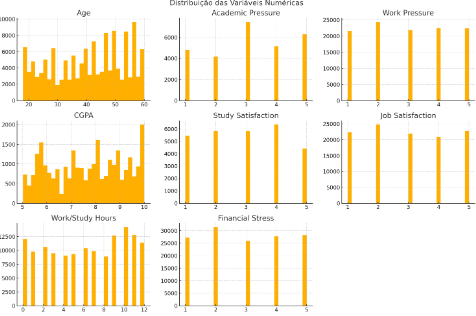 Distribuição das Variáveis Numéricas
Age Academic Pressure Work Pressure
10000 8000 6000 4000 2000 0
20 30 40 50 60
6000 4000 2000 0
1 2 3 4 5
25000 20000 15000 10000 5000 0
1 2 3 4 5
CGPA Study Satisfaction Job Satisfaction
2000 1500 1000 500 0
5 6 7 8 9 10
6000 5000 4000 3000 2000 1000 0
1 2 3 4 5
25000 20000 15000 10000 5000 0
1 2 3 4 5
Work/Study Hours Financial Stress
12500 10000 7500 5000 2500 0
0 2 4 6 8 10 12
30000 25000 20000 15000 10000 5000 0
1 2 3 4 5